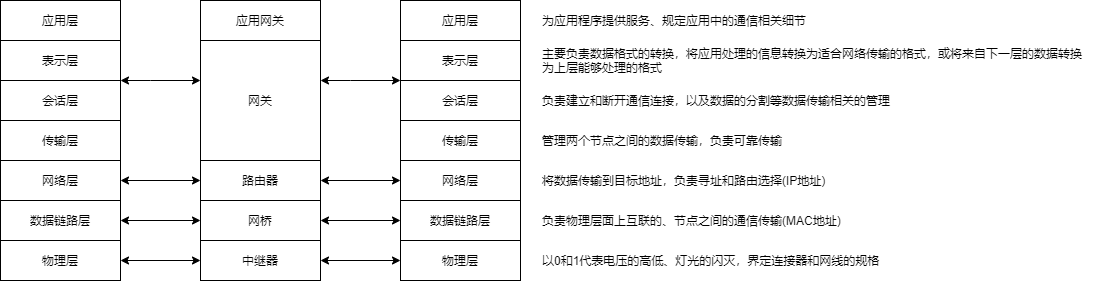 应用层 应用网关 应用层 为应用程序提供服务、规定应用中的通信相关细节
表示层 表示层 主要负责数据格式的转换，将应用处理的信息转换为适合网络传输的格式，或将来自下一层的数据转换
为上层能够处理的格式
会话层 网关 会话层 负责建立和断开通信连接，以及数据的分割等数据传输相关的管理
传输层 传输层 管理两个节点之间的数据传输，负责可靠传输
网络层 路由器 网络层 将数据传输到目标地址，负责寻址和路由选择(IP地址)
数据链路层 网桥 数据链路层 负责物理层面上互联的、节点之间的通信传输(MAC地址)
物理层 中继器 物理层 以0和1代表电压的高低、灯光的闪灭，界定连接器和网线的规格